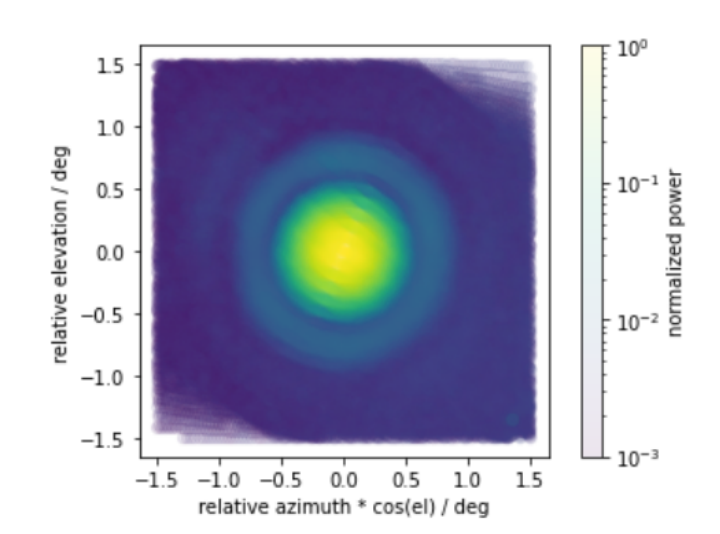 1.5
1.0
0.5
0.0
−0.5
−1.0
−1.5
relative elevation / deg
−1.5 −1.0 −0.5 0.0 0.5 1.0 1.5
relative azimuth * cos(el) / deg
10⁰
10⁻¹
10⁻²
10⁻³
normalized power